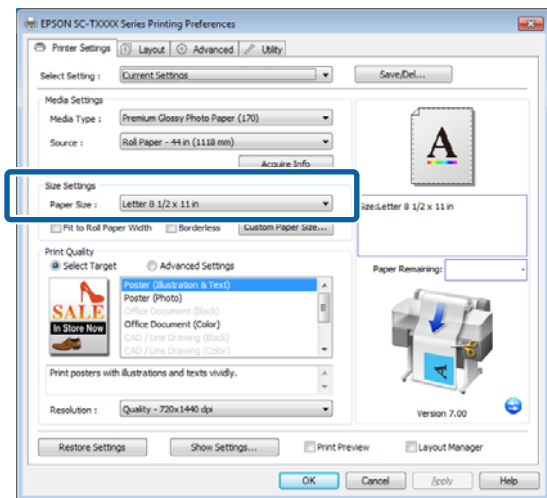 EPSON SC-TXXXX Series Printing Preferences
Printer Settings Layout Advanced Utility
Select Setting : Current Settings Save/Del...
Media Settings
Media Type : Premium Glossy Photo Paper (170)
Source : Roll Paper - 44 in (1118 mm)
Acquire Info
A
Size Settings
Paper Size : Letter 8 1/2 x 11 in
Size:Letter 8 1/2 x 11 in
Fit to Roll Paper Width Borderless Custom Paper Size...
Print Quality
Select Target Advanced Settings
Paper Remaining: -
SALE
In Store Now
Poster (Illustration & Text)
Poster (Photo)
Office Document (Black)
Office Document (Color)
CAD / Line Drawing (Black)
CAD / Line Drawing (Color)
Print posters with illustrations and texts vividly.
A
Resolution : Quality - 720x1440 dpi
Version 7.00
Restore Settings Show Settings... Print Preview Layout Manager
OK Cancel Apply Help